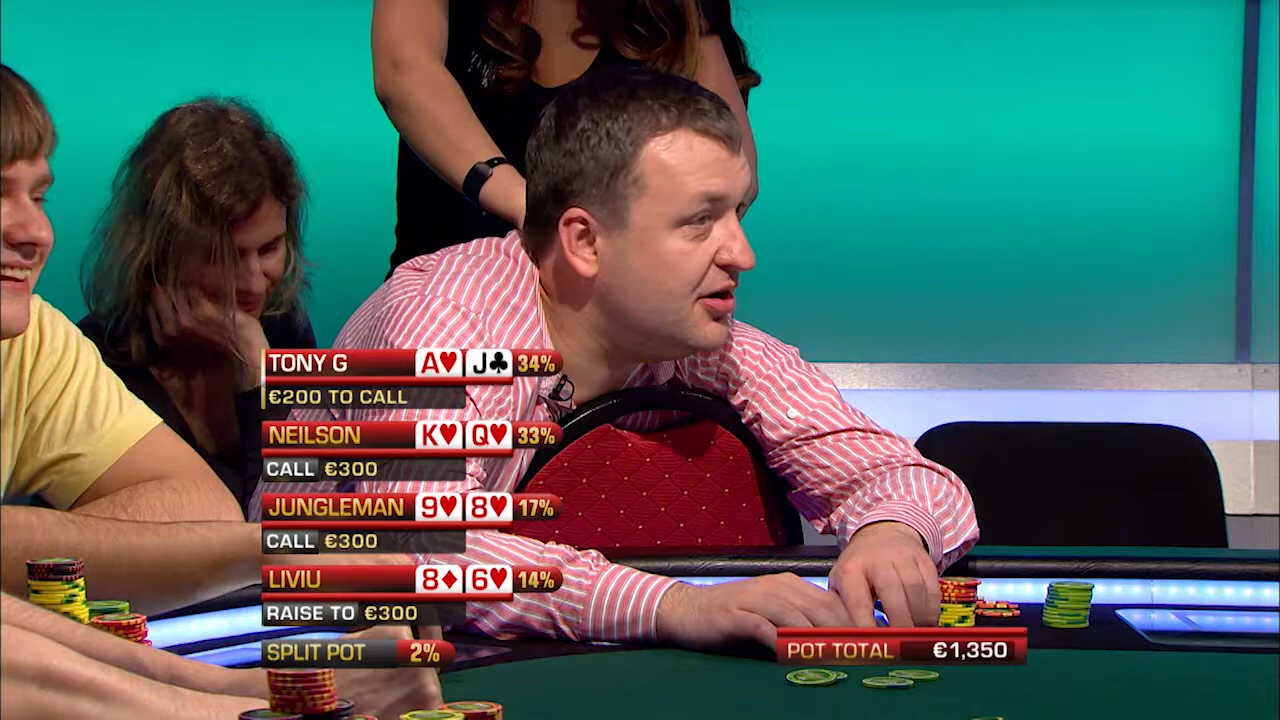 TONY G A♥ J♣ 34%
€200 TO CALL
NEILSON K♥ Q♥ 33%
CALL €300
JUNGLEMAN 9♥ 8♥ 17%
CALL €300
LIVIU 8♦ 6♥ 14%
RAISE TO €300
SPLIT POT 2%
POT TOTAL €1,350